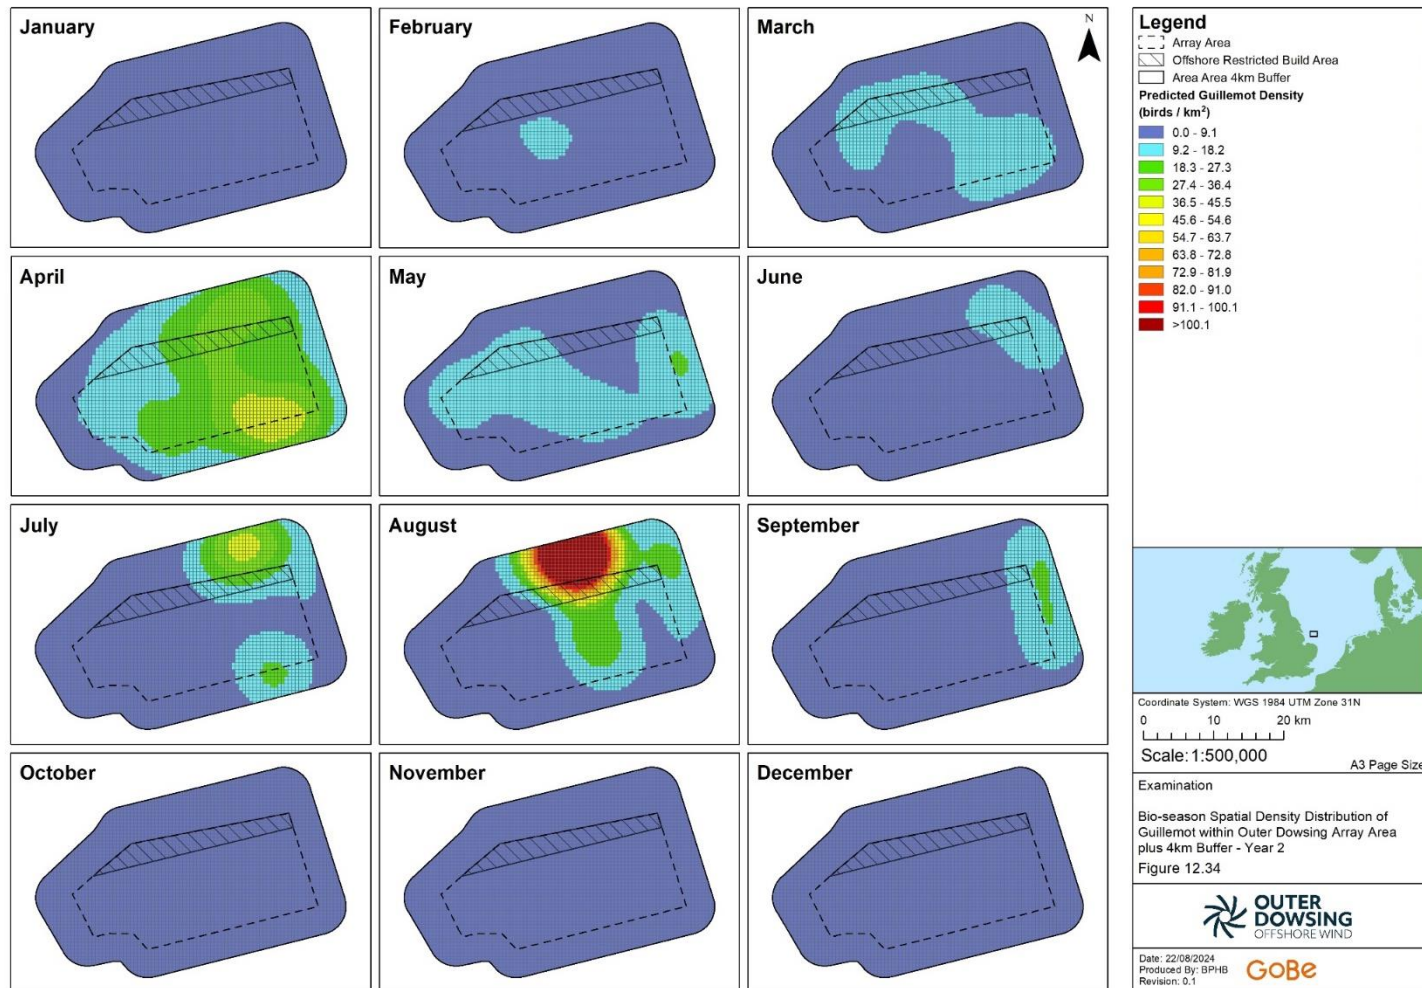 January
February
March
N
April
May
June
July
August
September
October
November
December
Legend
Array Area
Offshore Restricted Build Area
Area Area 4km Buffer
Predicted Guillemot Density
(birds / km²)
0.0 - 9.1
9.2 - 18.2
18.3 - 27.3
27.4 - 36.4
36.5 - 45.5
45.6 - 54.6
54.7 - 63.7
63.8 - 72.8
72.9 - 81.9
82.0 - 91.0
91.1 - 100.1
>100.1
Coordinate System: WGS 1984 UTM Zone 31N
0 10 20 km
Scale: 1:500,000
A3 Page Size
Examination
Bio-season Spatial Density Distribution of
Guillemot within Outer Dowsing Array Area
plus 4km Buffer - Year 2
Figure 12.34
OUTER
DOWSING
OFFSHORE WIND
Date: 22/08/2024
Produced By: BPHB
Revision: 0.1
GoBe